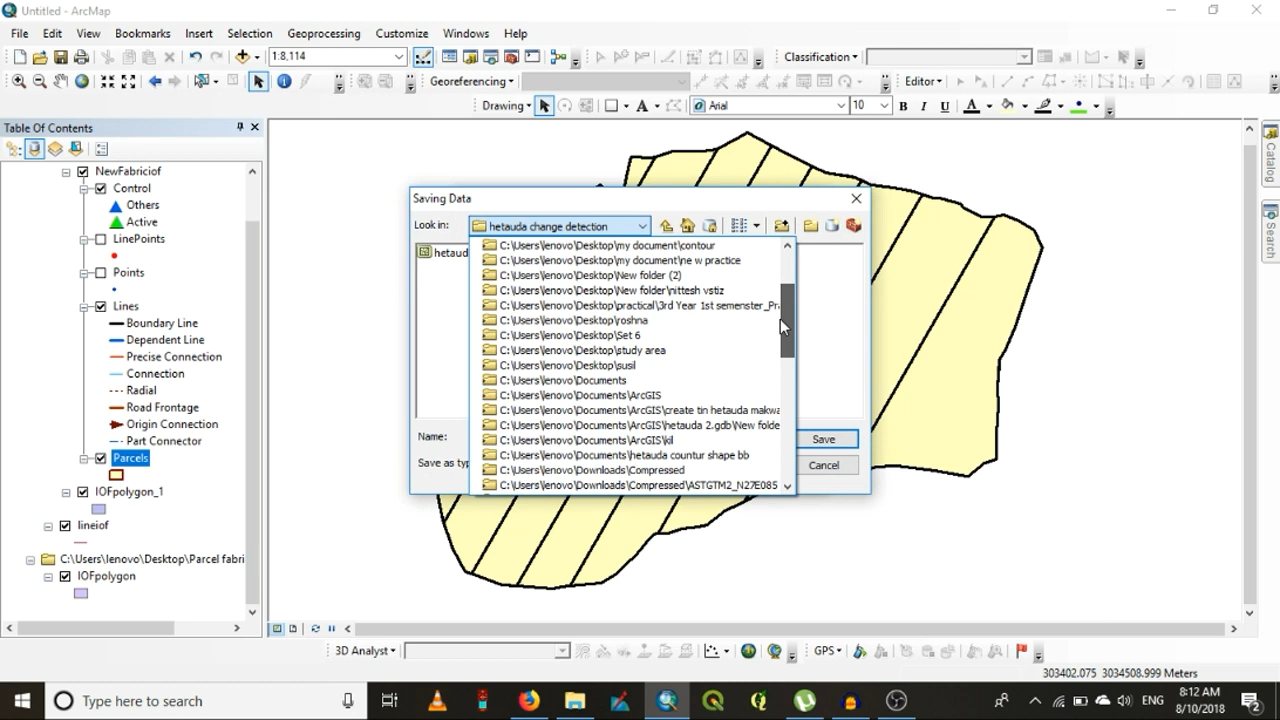 Untitled - ArcMap
File Edit View Bookmarks Insert Selection Geoprocessing Customize Windows Help
1:8,114
Classification
Georeferencing
Editor
Drawing
A
Arial
10
B I U A
Table Of Contents
NewFabriciof
Control
Others
Active
LinePoints
Points
Lines
Boundary Line
Dependent Line
Precise Connection
Connection
Radial
Road Frontage
Origin Connection
Part Connector
Parcels
IOFpolygon_1
lineiof
C:\Users\lenovo\Desktop\Parcel fabri
IOFpolygon
Saving Data
Look in:
hetauda change detection
hetaud
C:\Users\lenovo\Desktop\my document\contour
C:\Users\lenovo\Desktop\my document\ne w practice
C:\Users\lenovo\Desktop\New folder (2)
C:\Users\lenovo\Desktop\New folder\nittesh vstiz
C:\Users\lenovo\Desktop\practical\3rd Year 1st semenster_Pr
C:\Users\lenovo\Desktop\roshna
C:\Users\lenovo\Desktop\Set 6
C:\Users\lenovo\Desktop\study area
C:\Users\lenovo\Desktop\susil
C:\Users\lenovo\Documents
C:\Users\lenovo\Documents\ArcGIS
C:\Users\lenovo\Documents\ArcGIS\create tin hetauda makwa
C:\Users\lenovo\Documents\ArcGIS\hetauda 2.gdb\New folde
C:\Users\lenovo\Documents\ArcGIS\kil
C:\Users\lenovo\Documents\hetauda countur shape bb
C:\Users\lenovo\Downloads\Compressed
C:\Users\lenovo\Downloads\Compressed\ASTGTM2_N27E085
Name:
Save as typ
Save
Cancel
Catalog
Search
3D Analyst
GPS
303402.075 3034508.999 Meters
Type here to search
ENG
8:12 AM
8/10/2018
2